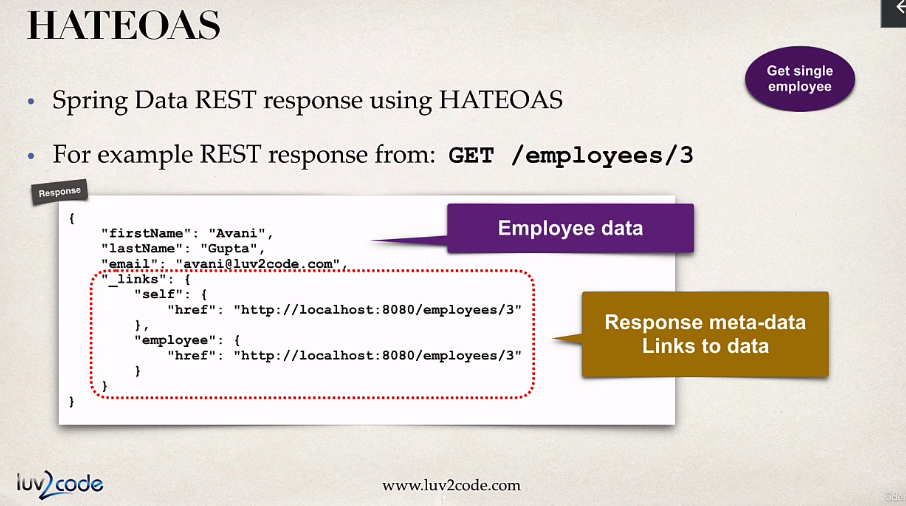 HATEOAS
Get single
employee
• Spring Data REST response using HATEOAS
• For example REST response from: GET /employees/3
Response
{
"firstName": "Avani",
"lastName": "Gupta",
"email": "avani@luv2code.com",
"_links": {
"self": {
"href": "http://localhost:8080/employees/3"
},
"employee": {
"href": "http://localhost:8080/employees/3"
}
}
}
Employee data
Response meta-data
Links to data
luv2code
www.luv2code.com